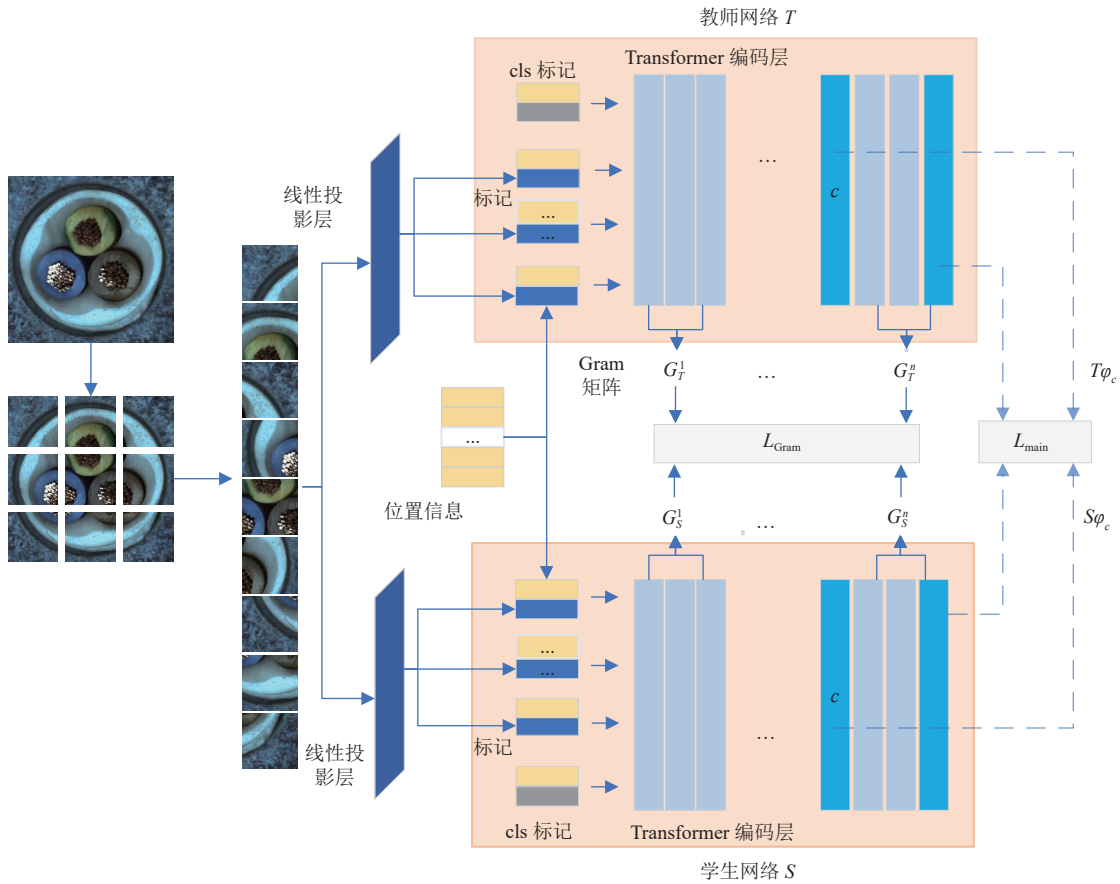 教师网络 T
Transformer 编码层
cls 标记
...
c
线性投
影层
标记
...
...
Gram
矩阵
G_T^1
...
G_T^n
Tφ_c
...
L_Gram
L_main
位置信息
G_S^1
...
G_S^n
Sφ_c
...
...
c
标记
...
线性投
影层
cls 标记
Transformer 编码层
学生网络 S